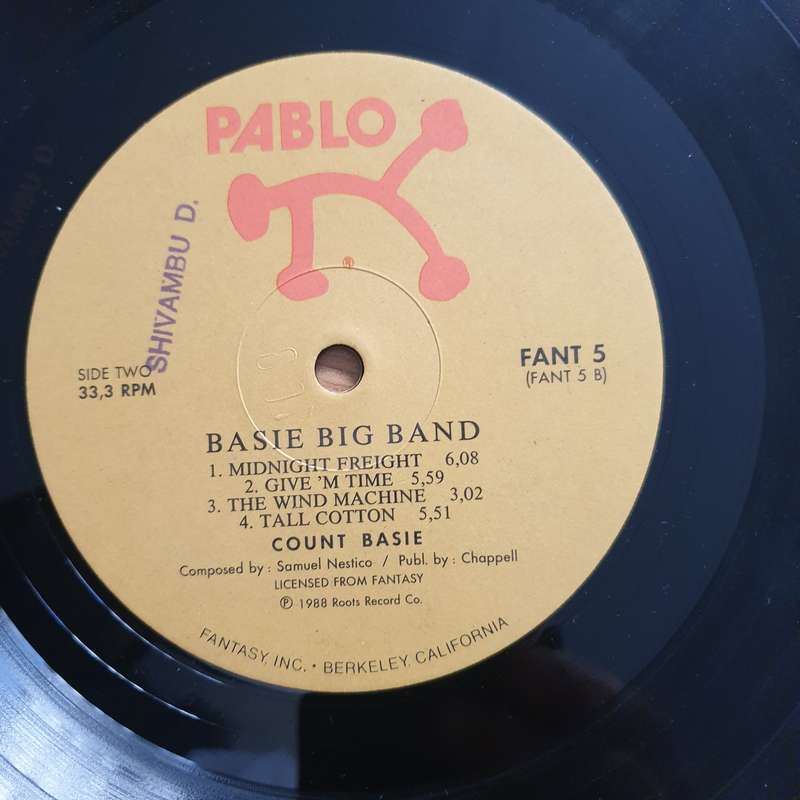 PABLO
SHIVAMBU D.
®
SIDE TWO
33,3 RPM
FANT 5
(FANT 5 B)
BASIE BIG BAND
1. MIDNIGHT FREIGHT 6,08
2. GIVE 'M TIME 5,59
3. THE WIND MACHINE 3,02
4. TALL COTTON 5,51
COUNT BASIE
Composed by : Samuel Nestico / Publ. by : Chappell
LICENSED FROM FANTASY
℗ 1988 Roots Record Co.
FANTASY, INC. • BERKELEY, CALIFORNIA